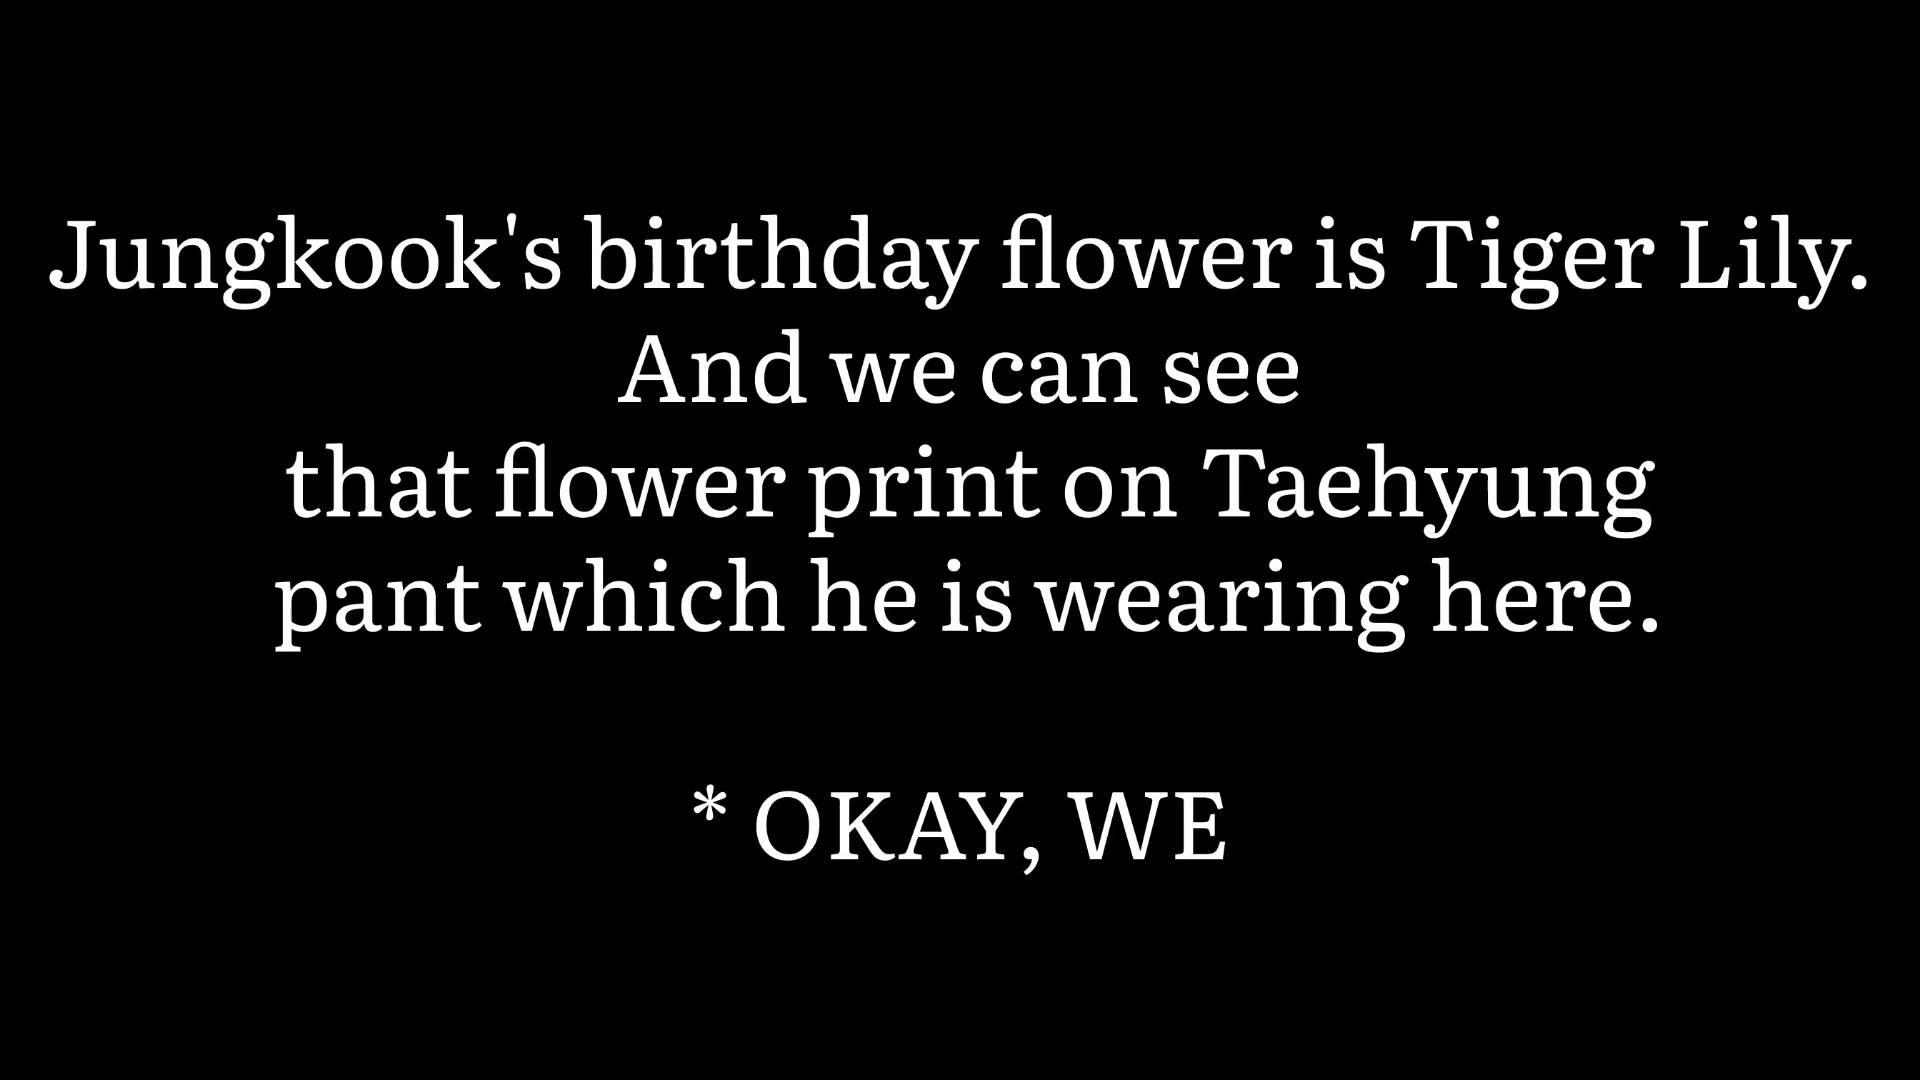 Jungkook's birthday flower is Tiger Lily.
And we can see
that flower print on Taehyung
pant which he is wearing here.
* OKAY, WE